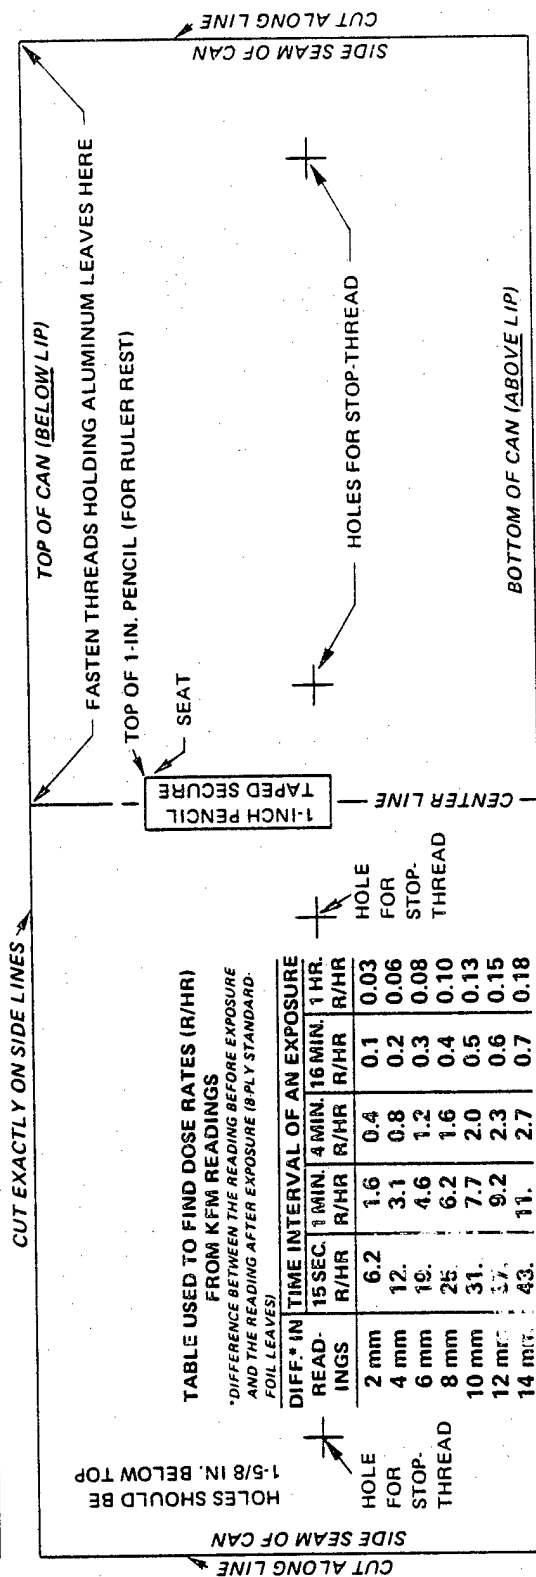 CUT EXACTLY ON SIDE LINES
TOP OF CAN (BELOW LIP)
FASTEN THREADS HOLDING ALUMINUM LEAVES HERE
TOP OF 1-IN. PENCIL (FOR RULER REST)
SEAT
CUT ALONG LINE
SIDE SEAM OF CAN
HOLES SHOULD BE
1-5/8 IN. BELOW TOP
HOLE
FOR
STOP-
THREAD
TABLE USED TO FIND DOSE RATES (R/HR)
FROM KFM READINGS
*DIFFERENCE BETWEEN THE READING BEFORE EXPOSURE
AND THE READING AFTER EXPOSURE (8-PLY STANDARD-
FOIL LEAVES)
DIFF.* IN TIME INTERVAL OF AN EXPOSURE
READ- 15 SEC. 1 MIN. 4 MIN. 16 MIN. 1 HR.
INGS R/HR R/HR R/HR R/HR R/HR
2 mm 6.2 1.6 0.4 0.1 0.03
4 mm 12. 3.1 0.8 0.2 0.06
6 mm 19. 4.6 1.2 0.3 0.08
8 mm 25. 6.2 1.6 0.4 0.10
10 mm 31. 7.7 2.0 0.5 0.13
12 mm 37. 9.2 2.3 0.6 0.15
14 mm 43. 11. 2.7 0.7 0.18
HOLE
FOR
STOP-
THREAD
1-INCH PENCIL
TAPED SECURE
CENTER LINE
HOLES FOR STOP-THREAD
BOTTOM OF CAN (ABOVE LIP)
CUT ALONG LINE
SIDE SEAM OF CAN